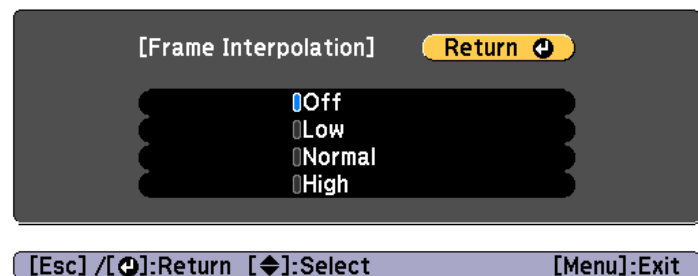 [Frame Interpolation] Return
Off
Low
Normal
High
[Esc] /[⏎]:Return [◆]:Select [Menu]:Exit